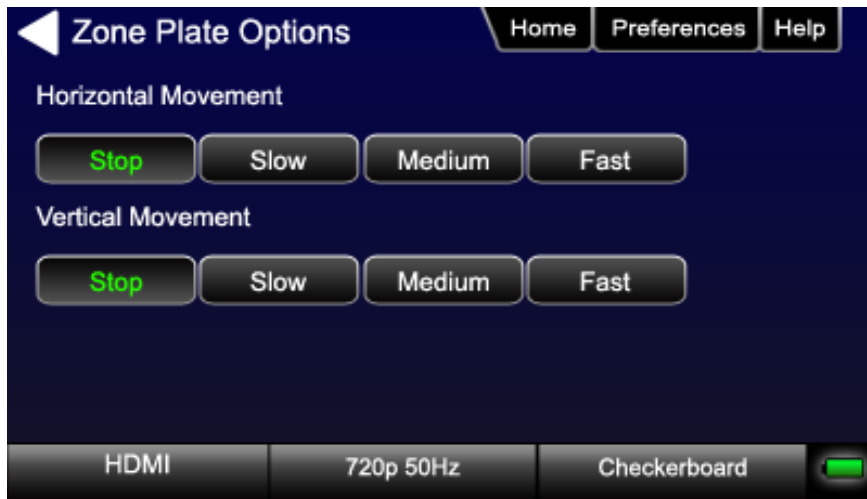 Zone Plate Options Home Preferences Help
Horizontal Movement
Stop Slow Medium Fast
Vertical Movement
Stop Slow Medium Fast
HDMI 720p 50Hz Checkerboard